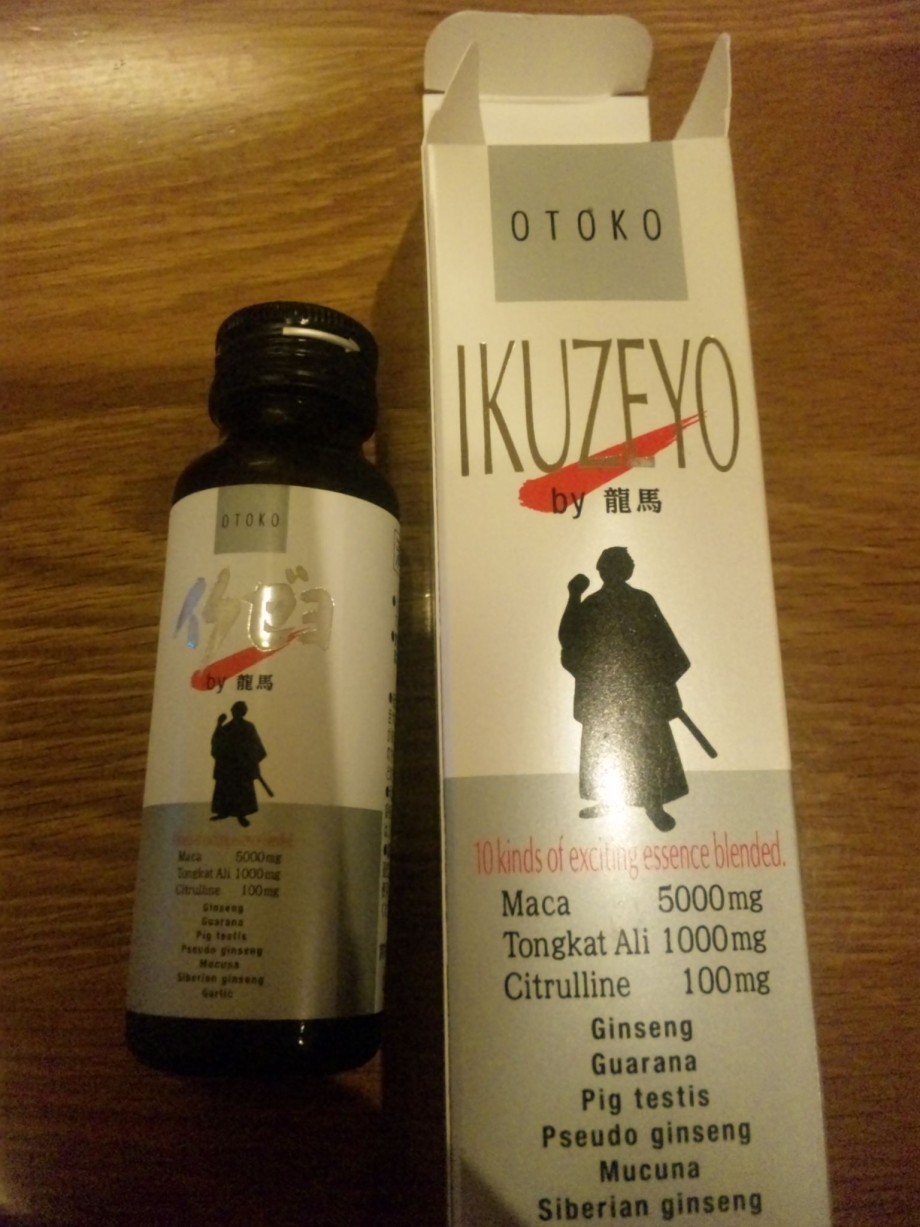 OTOKO
IKUZEYO
by 龍馬
10 kinds of exciting essence blended.
Maca 5000mg
Tongkat Ali 1000mg
Citrulline 100mg
Ginseng
Guarana
Pig testis
Pseudo ginseng
Mucuna
Siberian ginseng
OTOKO
イクゼヨ
by 龍馬
Maca 5000mg
Tongkat Ali 1000mg
Citrulline 100mg
Ginseng
Guarana
Pig testis
Pseudo ginseng
Mucuna
Siberian ginseng
Garlic